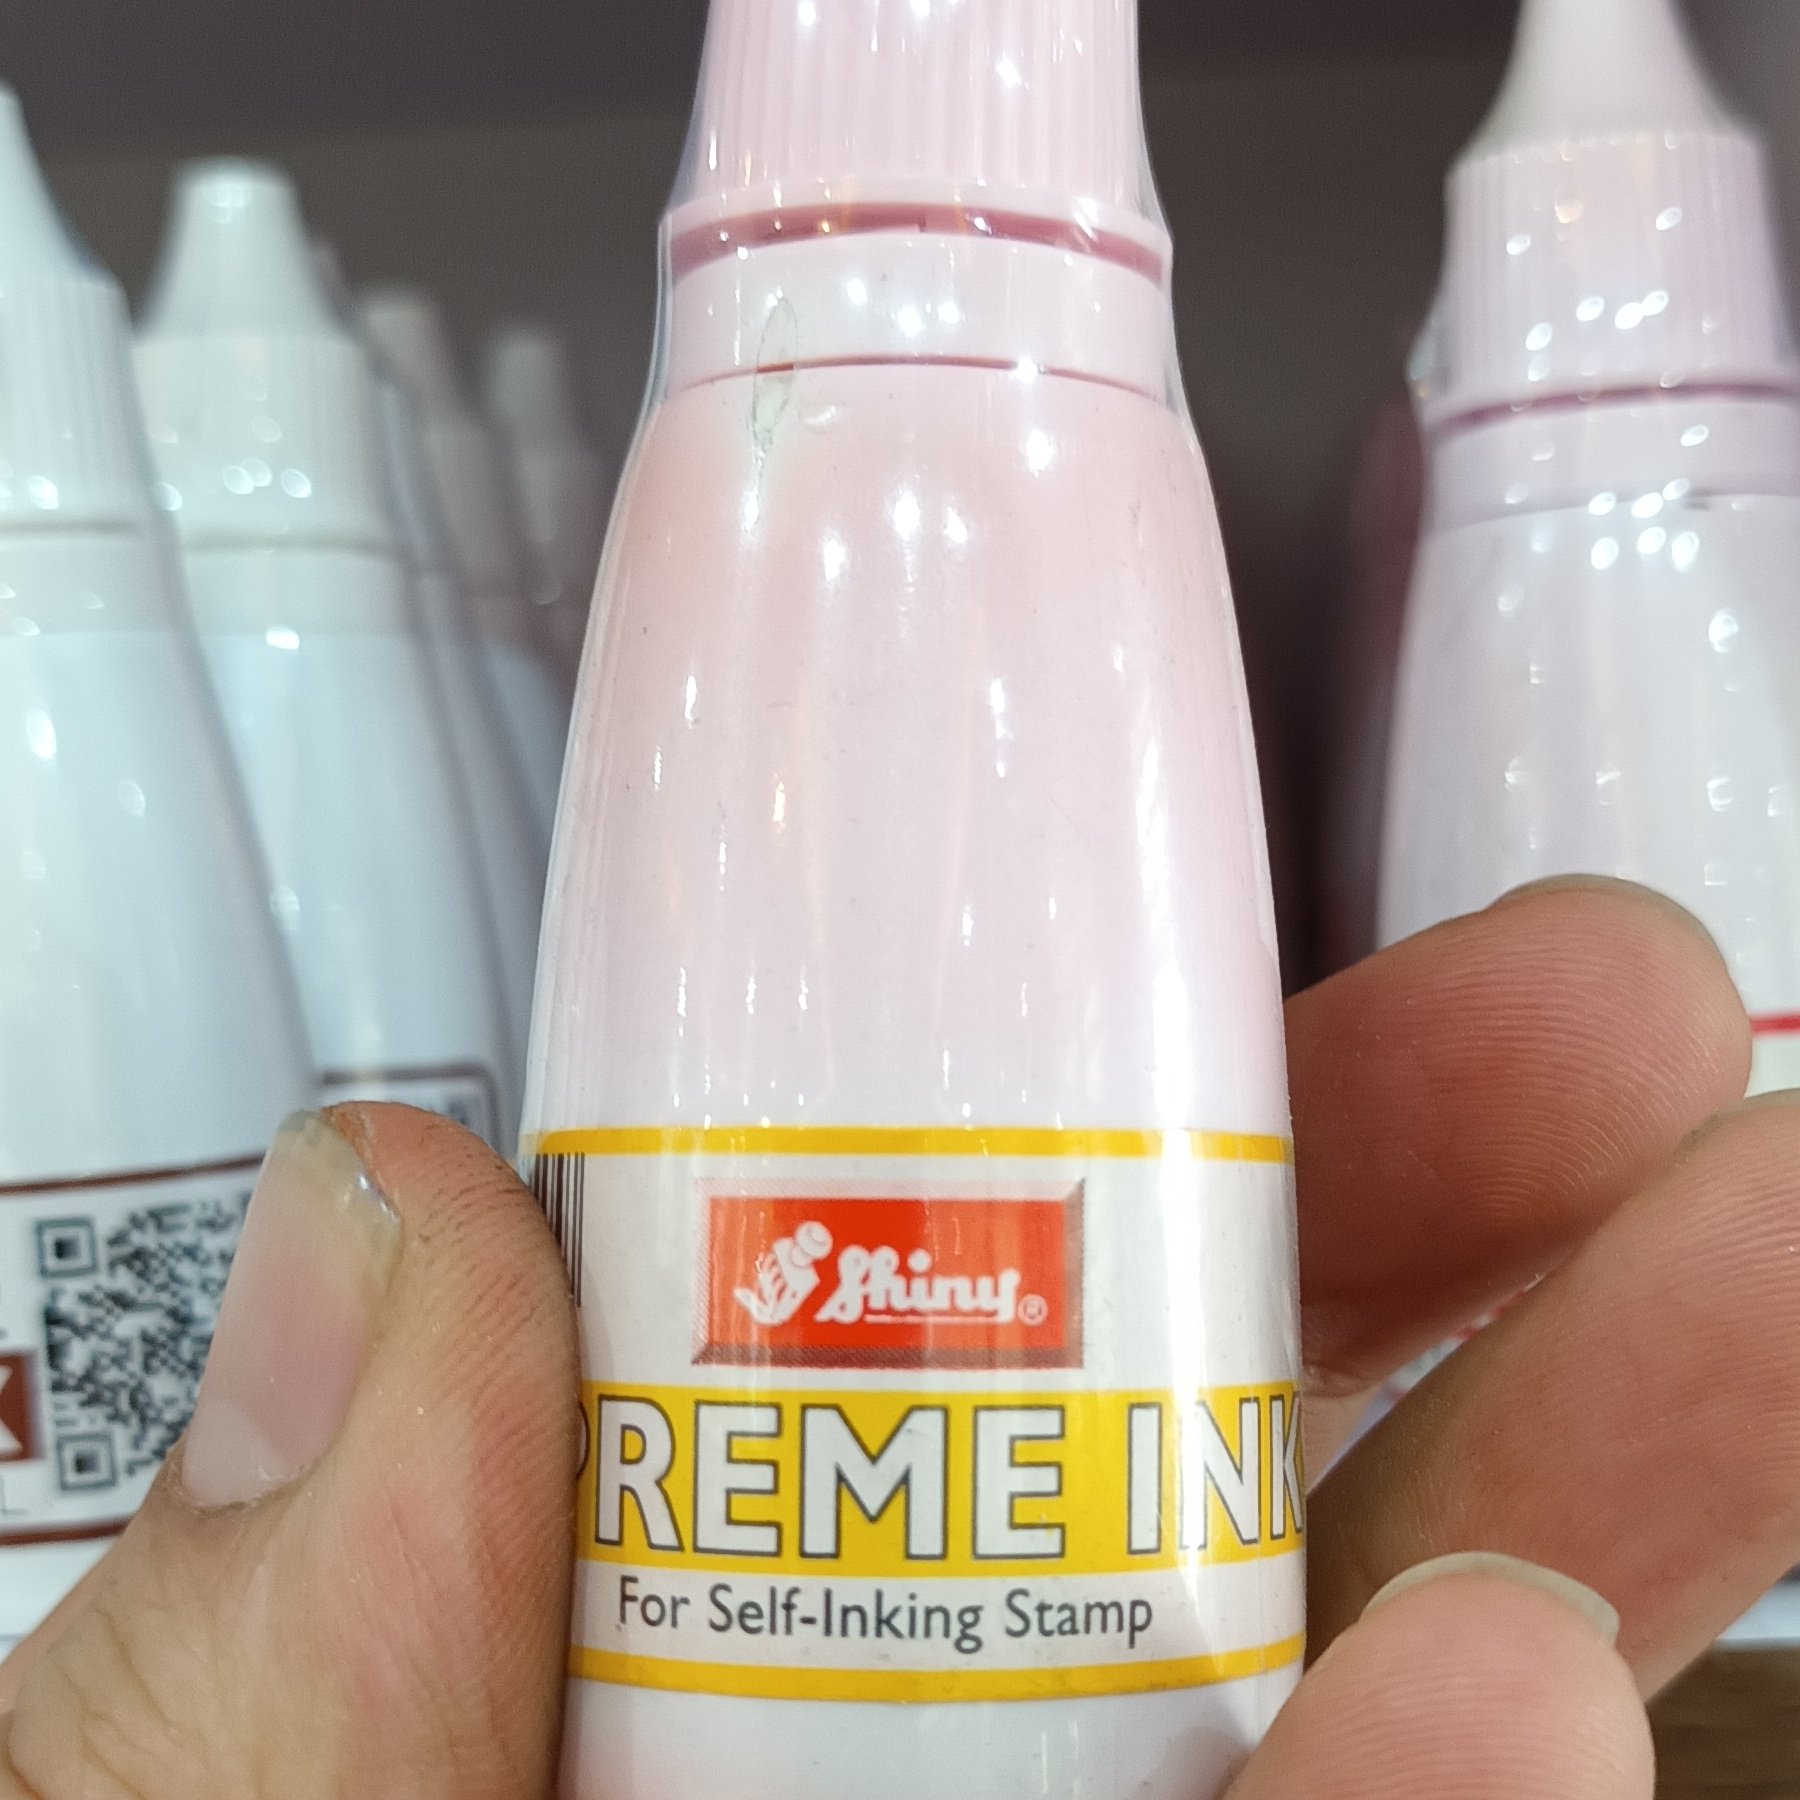 Shiny®
PREME INK
For Self-Inking Stamp